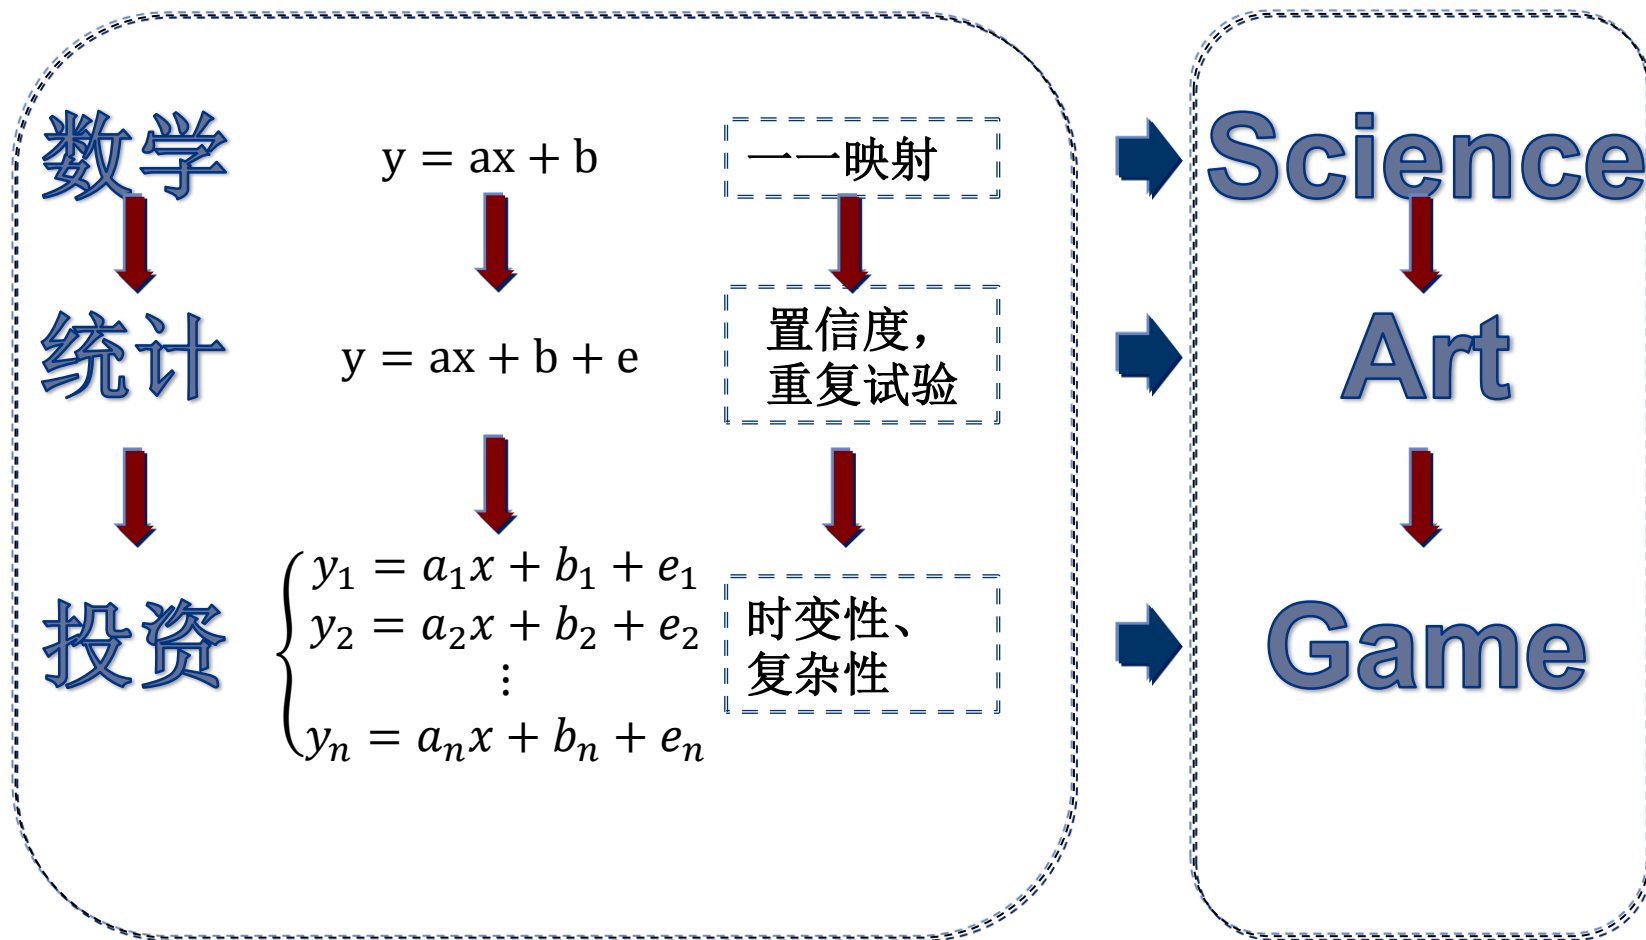 数学
y = ax + b
一一映射
Science
统计
y = ax + b + e
置信度，
重复试验
Art
投资
y₁ = a₁x + b₁ + e₁
y₂ = a₂x + b₂ + e₂
⋮
yₙ = aₙx + bₙ + eₙ
时变性、
复杂性
Game